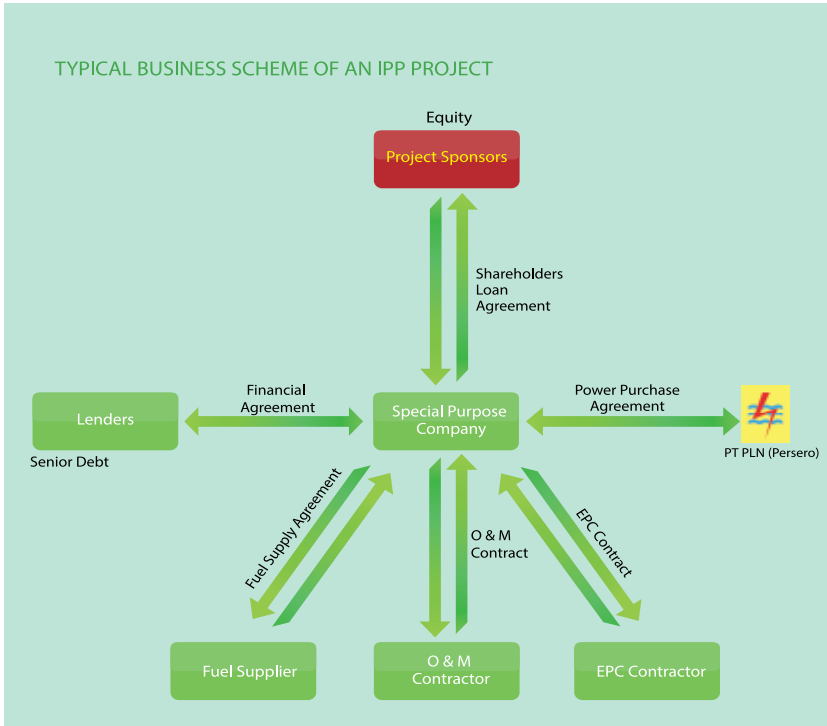 TYPICAL BUSINESS SCHEME OF AN IPP PROJECT
Equity
Project Sponsors
Shareholders
Loan
Agreement
Financial
Agreement
Power Purchase
Agreement
Lenders
Special Purpose
Company
Senior Debt
PT PLN (Persero)
Fuel Supply Agreement
O & M
Contract
EPC Contract
Fuel Supplier
O & M
Contractor
EPC Contractor